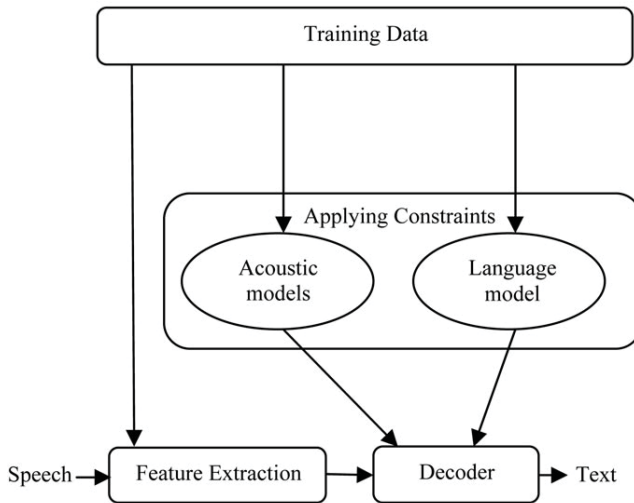 Training Data
Applying Constraints
Acoustic
models
Language
model
Speech
Feature Extraction
Decoder
Text